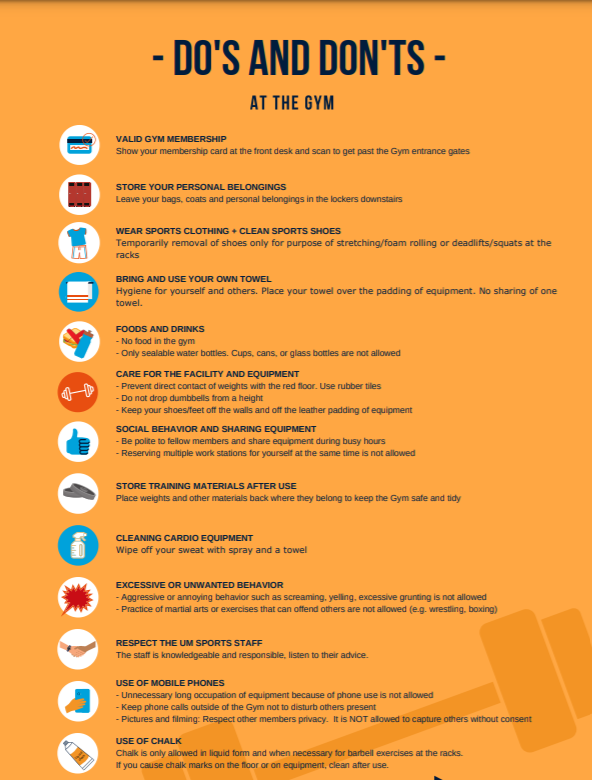 - DO'S AND DON'TS -
AT THE GYM
VALID GYM MEMBERSHIP
Show your membership card at the front desk and scan to get past the Gym entrance gates
STORE YOUR PERSONAL BELONGINGS
Leave your bags, coats and personal belongings in the lockers downstairs
WEAR SPORTS CLOTHING + CLEAN SPORTS SHOES
Temporarily removal of shoes only for purpose of stretching/foam rolling or deadlifts/squats at the
racks
BRING AND USE YOUR OWN TOWEL
Hygiene for yourself and others. Place your towel over the padding of equipment. No sharing of one
towel.
FOODS AND DRINKS
- No food in the gym
- Only sealable water bottles. Cups, cans, or glass bottles are not allowed
CARE FOR THE FACILITY AND EQUIPMENT
- Prevent direct contact of weights with the red floor. Use rubber tiles
- Do not drop dumbbells from a height
- Keep your shoes/feet off the walls and off the leather padding of equipment
SOCIAL BEHAVIOR AND SHARING EQUIPMENT
- Be polite to fellow members and share equipment during busy hours
- Reserving multiple work stations for yourself at the same time is not allowed
STORE TRAINING MATERIALS AFTER USE
Place weights and other materials back where they belong to keep the Gym safe and tidy
CLEANING CARDIO EQUIPMENT
Wipe off your sweat with spray and a towel
EXCESSIVE OR UNWANTED BEHAVIOR
- Aggressive or annoying behavior such as screaming, yelling, excessive grunting is not allowed
- Practice of martial arts or exercises that can offend others are not allowed (e.g. wrestling, boxing)
RESPECT THE UM SPORTS STAFF
The staff is knowledgeable and responsible, listen to their advice.
USE OF MOBILE PHONES
- Unnecessary long occupation of equipment because of phone use is not allowed
- Keep phone calls outside of the Gym not to disturb others present
- Pictures and filming: Respect other members privacy. It is NOT allowed to capture others without consent
USE OF CHALK
Chalk is only allowed in liquid form and when necessary for barbell exercises at the racks.
If you cause chalk marks on the floor or on equipment, clean after use.